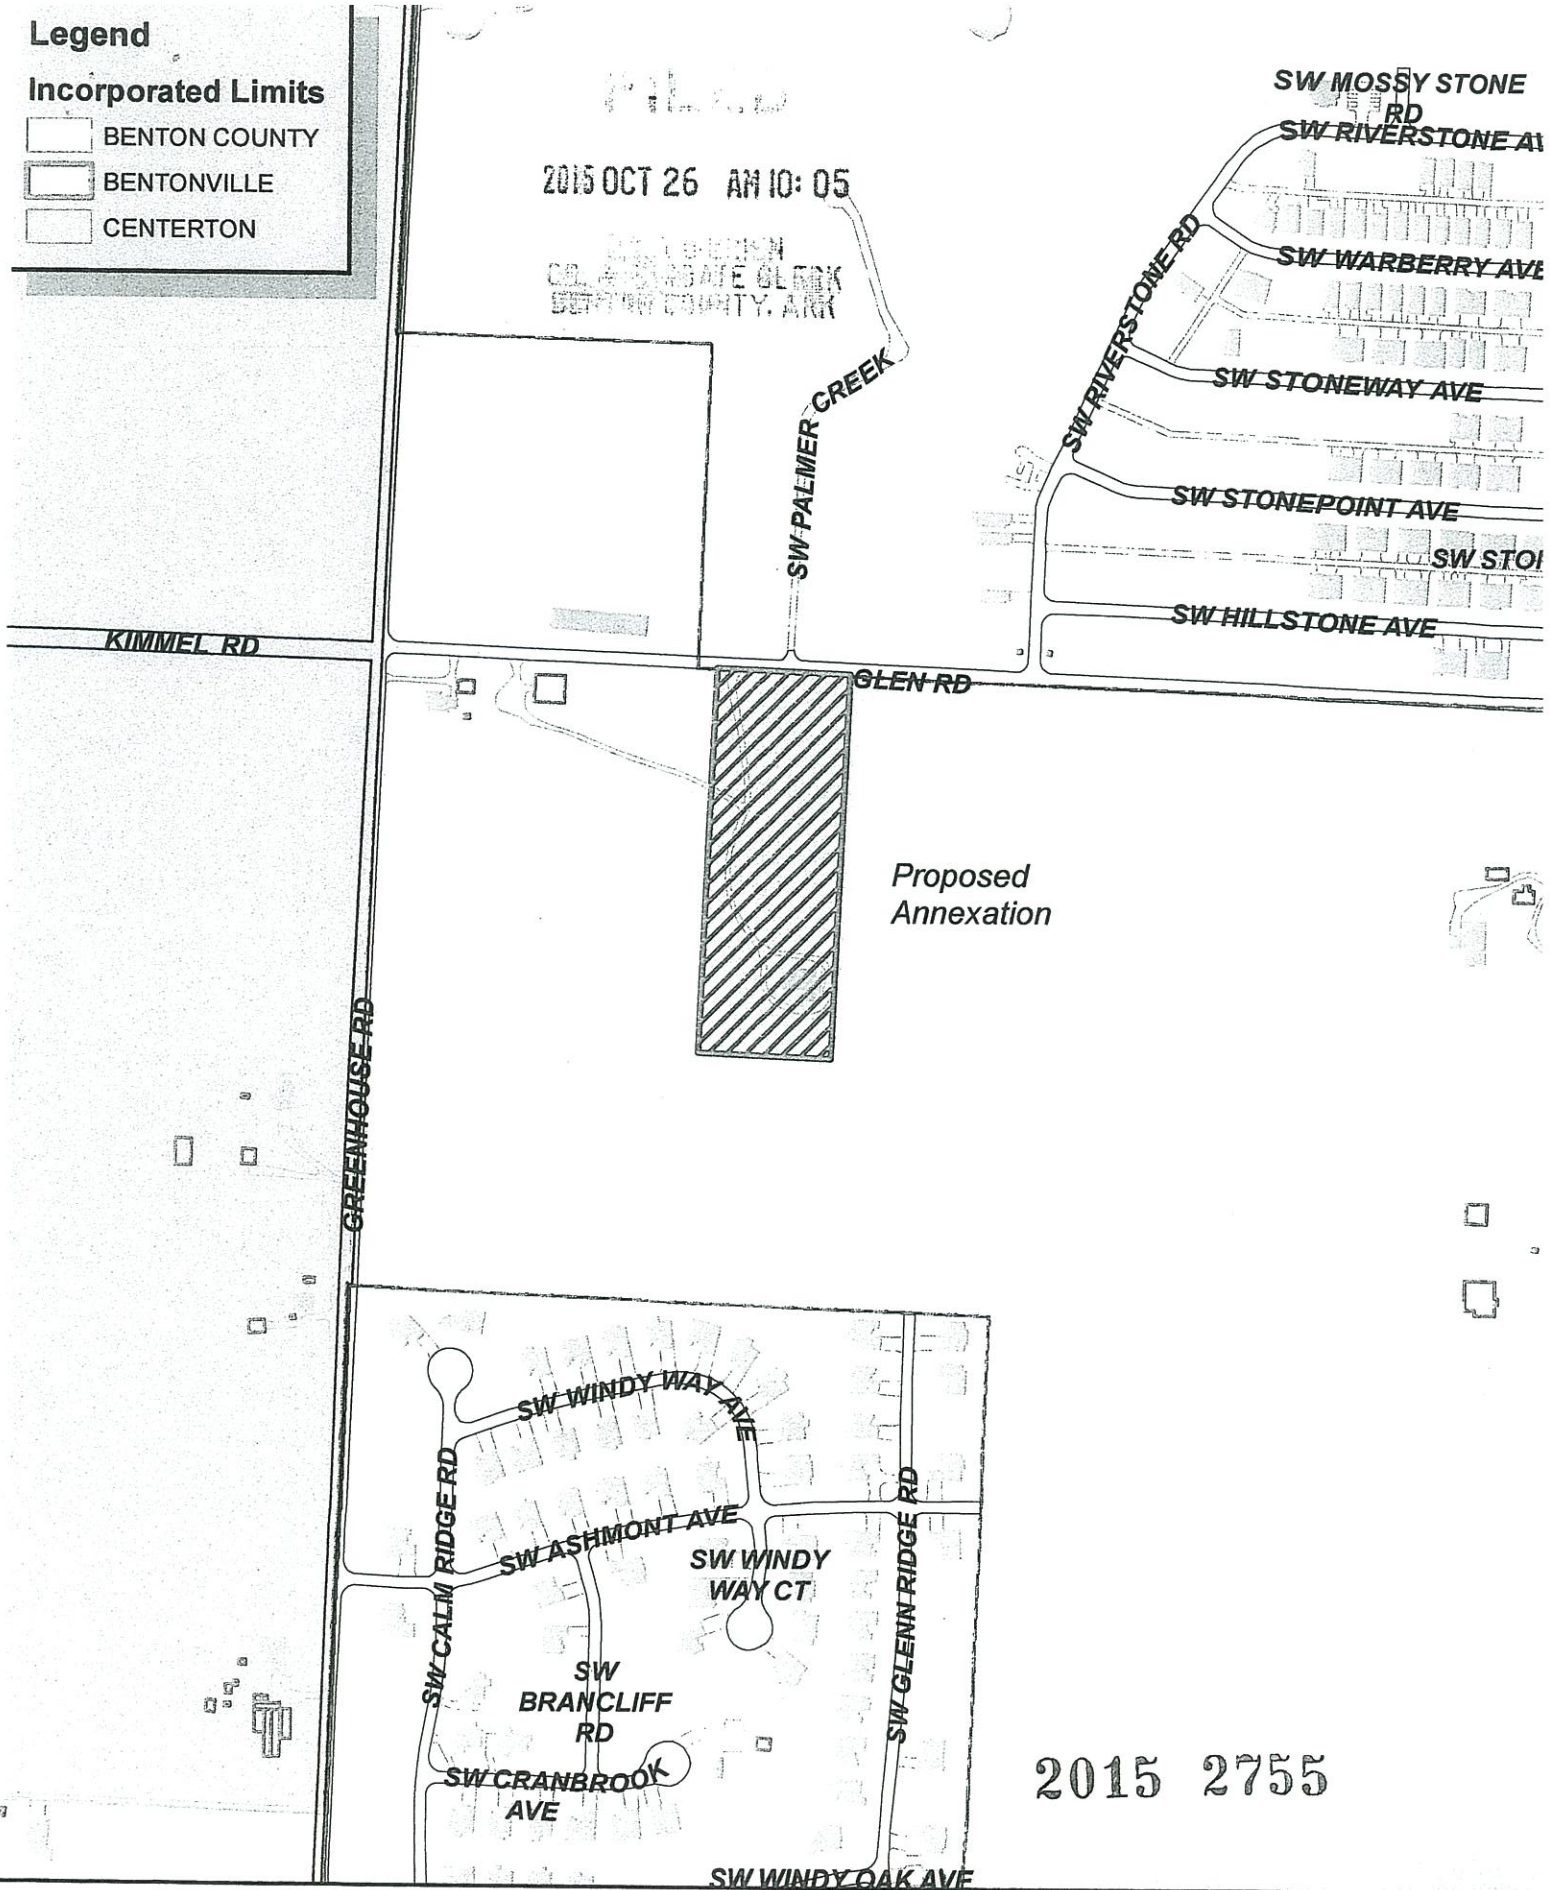 Legend
Incorporated Limits
BENTON COUNTY
BENTONVILLE
CENTERTON
2015 OCT 26 AM 10: 05
CLERK
BENTON COUNTY, ARK
SW MOSSY STONE
RD
SW RIVERSTONE AV
SW WARBERRY AVE
SW RIVERSTONE RD
SW STONEWAY AVE
SW PALMER CREEK
SW STONEPOINT AVE
SW STO
SW HILLSTONE AVE
KIMMEL RD
GLEN RD
Proposed
Annexation
GREENHOUSE RD
SW WINDY WAY AVE
SW CALM RIDGE RD
SW ASHMONT AVE
SW WINDY
WAY CT
SW GLENN RIDGE RD
SW
BRANCLIFF
RD
SW CRANBROOK
AVE
2015 2755
SW WINDY OAK AVE